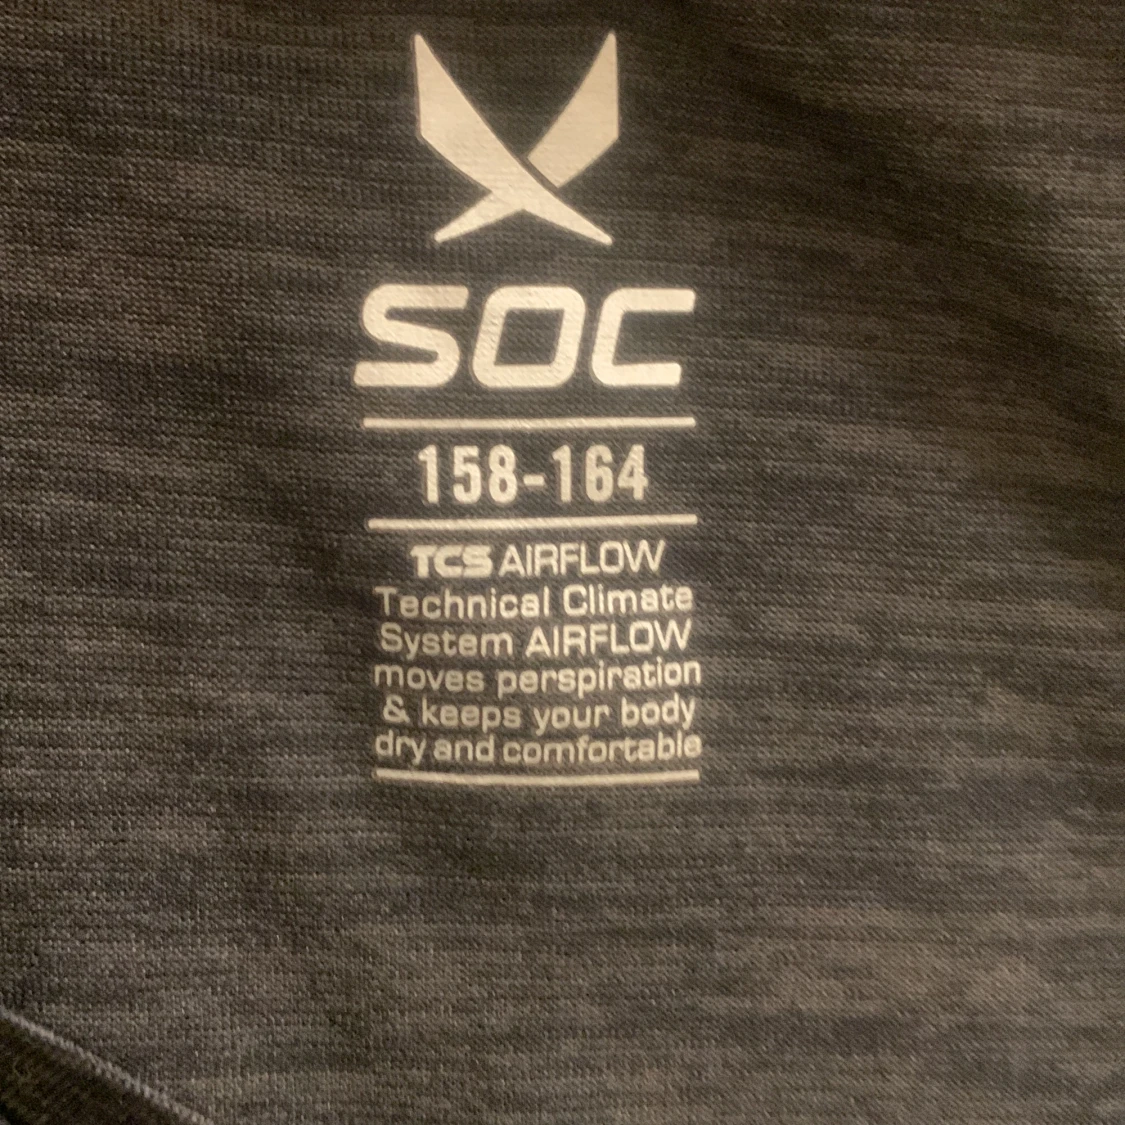 SOC
158-164
TCS AIRFLOW
Technical Climate
System AIRFLOW
moves perspiration
& keeps your body
dry and comfortable